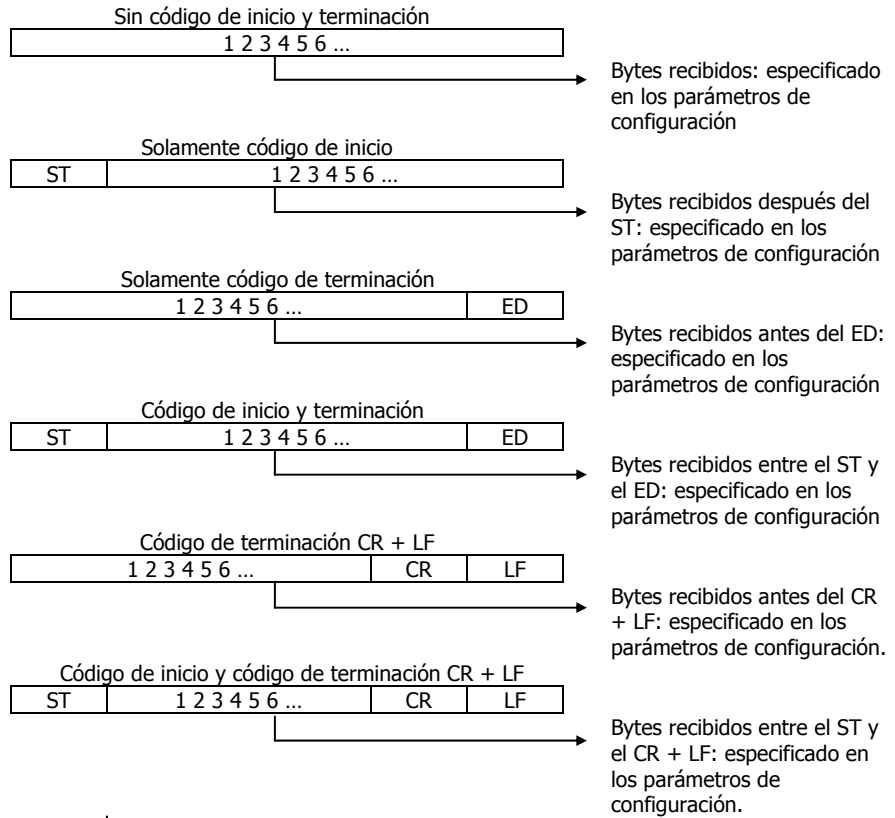 Sin código de inicio y terminación
1 2 3 4 5 6 …
Bytes recibidos: especificado
en los parámetros de
configuración
Solamente código de inicio
ST 1 2 3 4 5 6 …
Bytes recibidos después del
ST: especificado en los
parámetros de configuración
Solamente código de terminación
1 2 3 4 5 6 … ED
Bytes recibidos antes del ED:
especificado en los
parámetros de configuración
Código de inicio y terminación
ST 1 2 3 4 5 6 … ED
Bytes recibidos entre el ST y
el ED: especificado en los
parámetros de configuración
Código de terminación CR + LF
1 2 3 4 5 6 … CR LF
Bytes recibidos antes del CR
+ LF: especificado en los
parámetros de configuración.
Código de inicio y código de terminación CR + LF
ST 1 2 3 4 5 6 … CR LF
Bytes recibidos entre el ST y
el CR + LF: especificado en
los parámetros de
configuración.